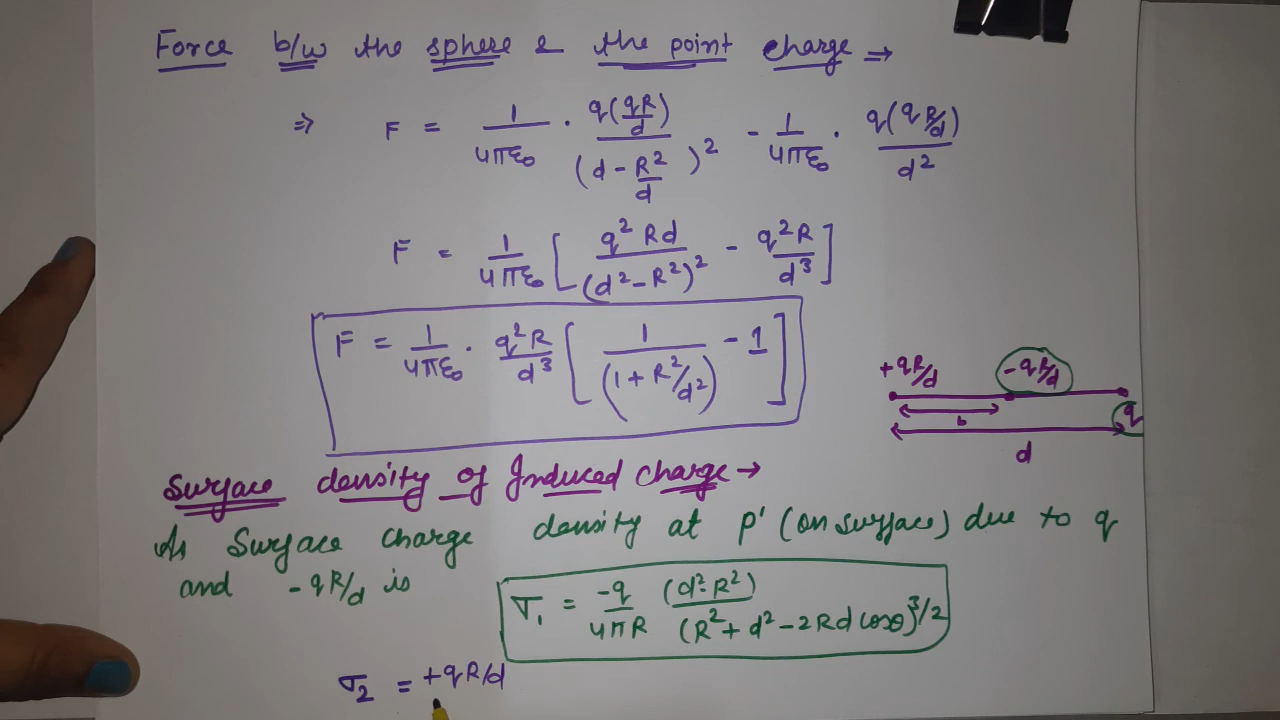 Force b/w the sphere & the point charge ⇒
⇒ F = 1/4πε₀ · q(qR/d)/(d - R²/d)² - 1/4πε₀ · q(qR/d)/d²
F = 1/4πε₀ [q²Rd/(d²-R²)² - q²R/d³]
F = 1/4πε₀ · q²R/d³ [1/(1+R²/d²) - 1]
+qR/d -qR/d
b q
d
Surface density of Induced charge →
As Surface charge density at p' (on surface) due to q
and -qR/d is
σ₁ = -q/4πR (d²-R²)/(R²+d²-2Rd cosθ)^3/2
σ₂ = +qR/d